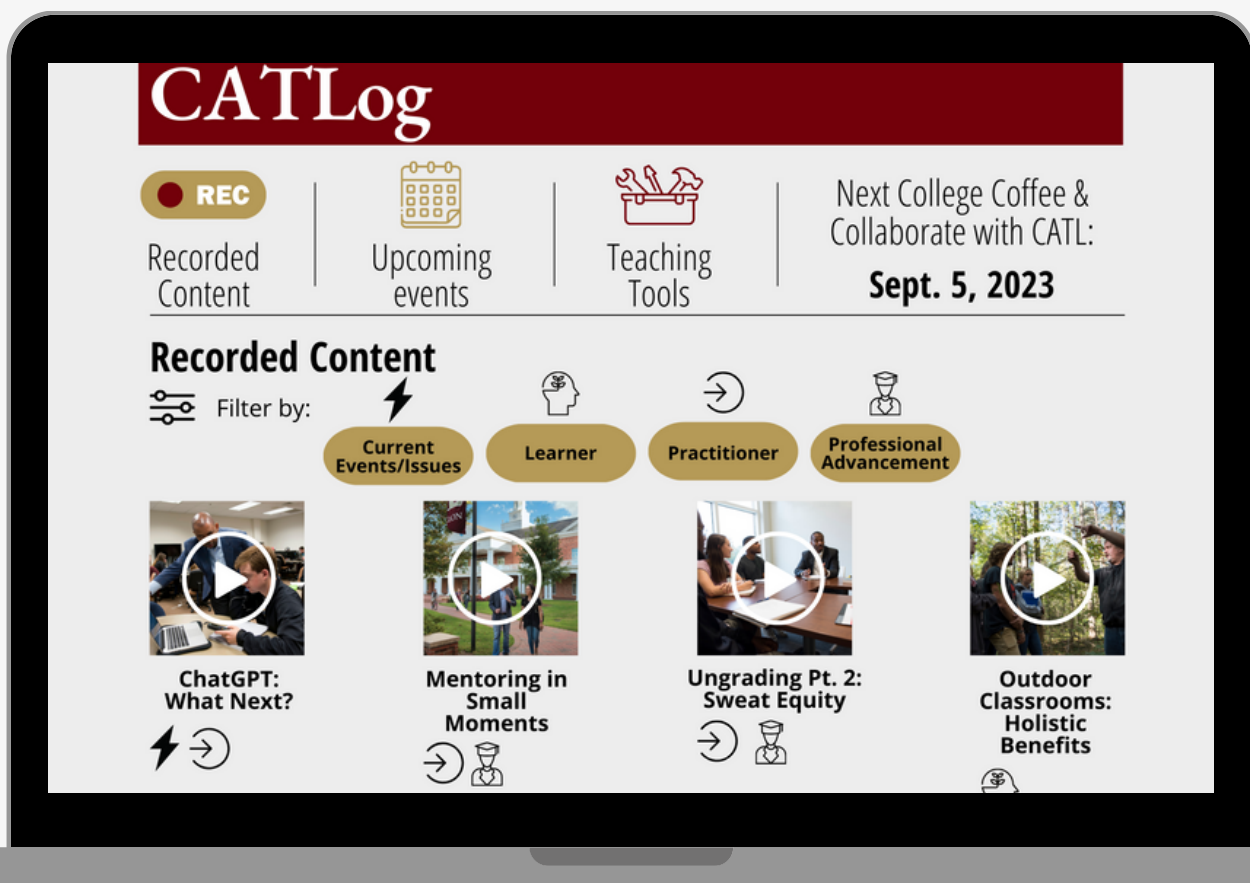 CATLog
REC
Recorded
Content
Upcoming
events
Teaching
Tools
Next College Coffee &
Collaborate with CATL:
Sept. 5, 2023
Recorded Content
Filter by:
Current
Events/Issues
Learner
Practitioner
Professional
Advancement
ON
ChatGPT:
What Next?
Mentoring in
Small
Moments
Ungrading Pt. 2:
Sweat Equity
Outdoor
Classrooms:
Holistic
Benefits